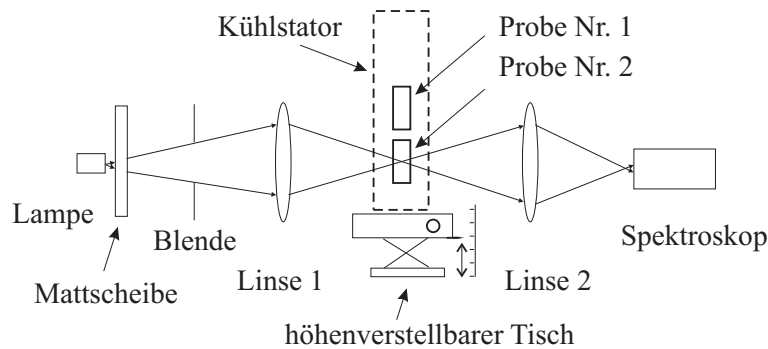 Kühlstator
Probe Nr. 1
Probe Nr. 2
Lampe
Blende
Mattscheibe
Linse 1
Linse 2
Spektroskop
höhenverstellbarer Tisch